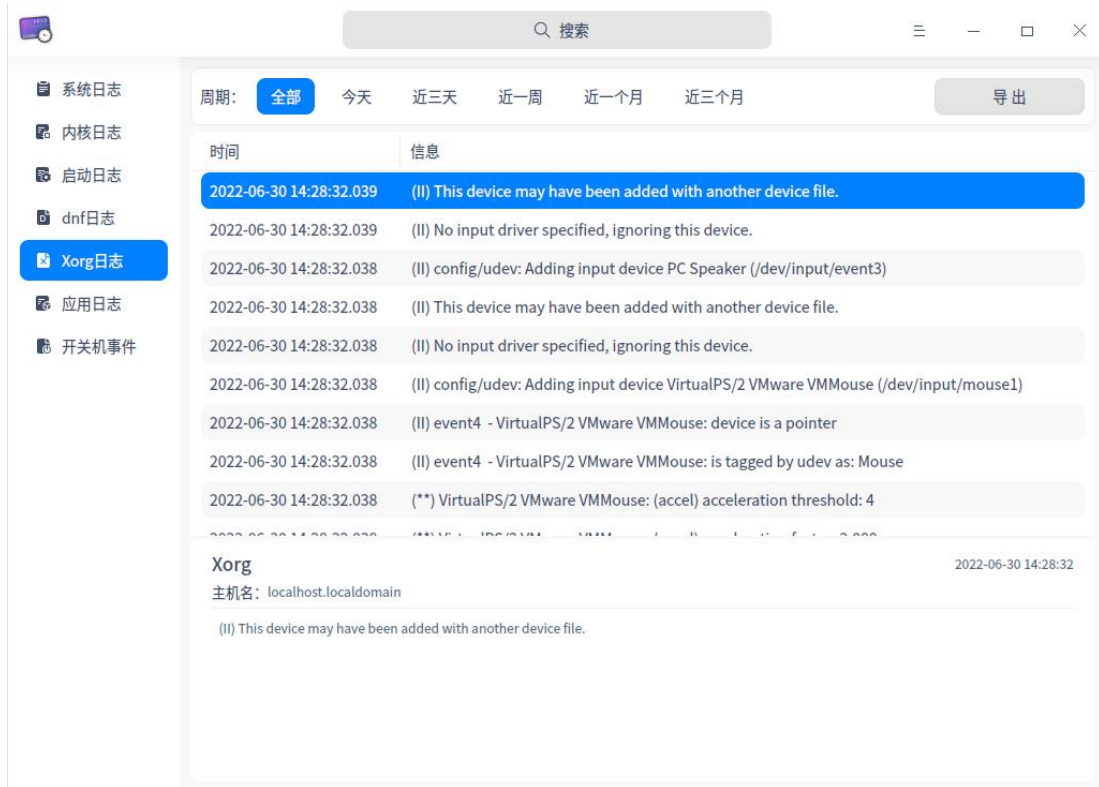 搜索
系统日志
内核日志
启动日志
dnf日志
Xorg日志
应用日志
开关机事件
周期： 全部 今天 近三天 近一周 近一个月 近三个月 导出
时间 信息
2022-06-30 14:28:32.039 (II) This device may have been added with another device file.
2022-06-30 14:28:32.039 (II) No input driver specified, ignoring this device.
2022-06-30 14:28:32.038 (II) config/udev: Adding input device PC Speaker (/dev/input/event3)
2022-06-30 14:28:32.038 (II) This device may have been added with another device file.
2022-06-30 14:28:32.038 (II) No input driver specified, ignoring this device.
2022-06-30 14:28:32.038 (II) config/udev: Adding input device VirtualPS/2 VMware VMMouse (/dev/input/mouse1)
2022-06-30 14:28:32.038 (II) event4 - VirtualPS/2 VMware VMMouse: device is a pointer
2022-06-30 14:28:32.038 (II) event4 - VirtualPS/2 VMware VMMouse: is tagged by udev as: Mouse
2022-06-30 14:28:32.038 (**) VirtualPS/2 VMware VMMouse: (accel) acceleration threshold: 4
Xorg 2022-06-30 14:28:32
主机名： localhost.localdomain
(II) This device may have been added with another device file.